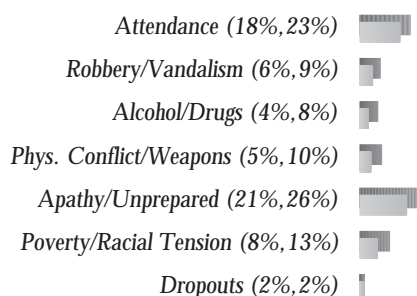 Attendance (18%,23%)
Robbery/Vandalism (6%,9%)
Alcohol/Drugs (4%,8%)
Phys. Conflict/Weapons (5%,10%)
Apathy/Unprepared (21%,26%)
Poverty/Racial Tension (8%,13%)
Dropouts (2%,2%)